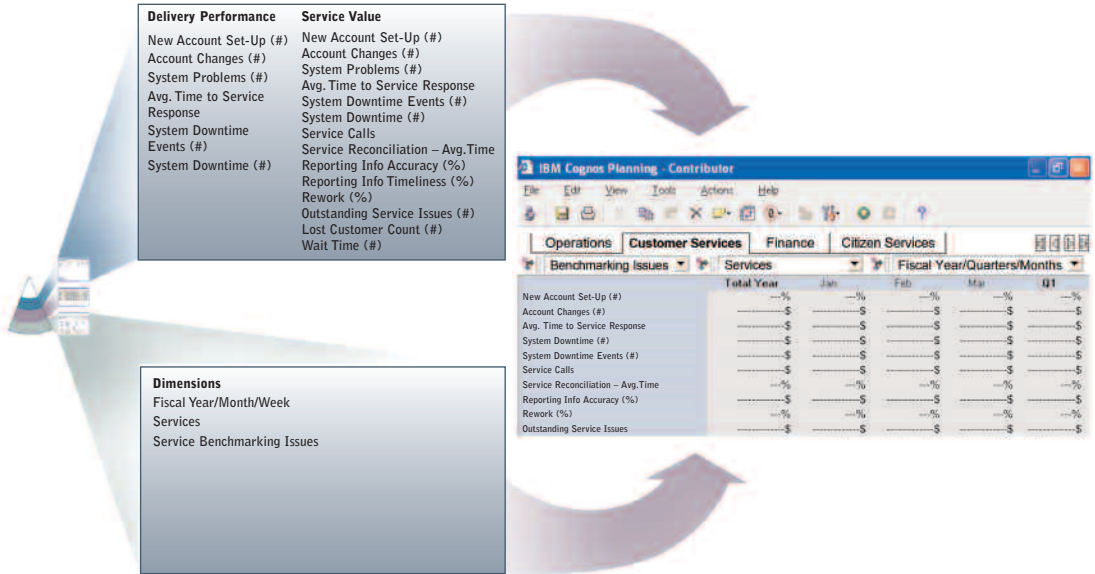 Delivery Performance
New Account Set-Up (#)
Account Changes (#)
System Problems (#)
Avg. Time to Service
Response
System Downtime
Events (#)
System Downtime (#)
Service Value
New Account Set-Up (#)
Account Changes (#)
System Problems (#)
Avg. Time to Service Response
System Downtime Events (#)
System Downtime (#)
Service Calls
Service Reconciliation – Avg.Time
Reporting Info Accuracy (%)
Reporting Info Timeliness (%)
Rework (%)
Outstanding Service Issues (#)
Lost Customer Count (#)
Wait Time (#)
Dimensions
Fiscal Year/Month/Week
Services
Service Benchmarking Issues
IBM Cognos Planning - Contributor
File Edit View Tools Actions Help
Operations Customer Services Finance Citizen Services
Benchmarking Issues Services Fiscal Year/Quarters/Months
Total Year Jan Feb Mar Q1
New Account Set-Up (#) ---% ---% ---% ---% ---%
Account Changes (#) ------------$ ------------$ ------------$ ------------$ ------------$
Avg. Time to Service Response ------------$ ------------$ ------------$ ------------$ ------------$
System Downtime (#) ------------$ ------------$ ------------$ ------------$ ------------$
System Downtime Events (#) ------------$ ------------$ ------------$ ------------$ ------------$
Service Calls ------------$ ------------$ ------------$ ------------$ ------------$
Service Reconciliation – Avg.Time ---% ---% ---% ---% ---%
Reporting Info Accuracy (%) ------------$ ------------$ ------------$ ------------$ ------------$
Rework (%) ---% ---% ---% ---% ---%
Outstanding Service Issues ------------$ ------------$ ------------$ ------------$ ------------$